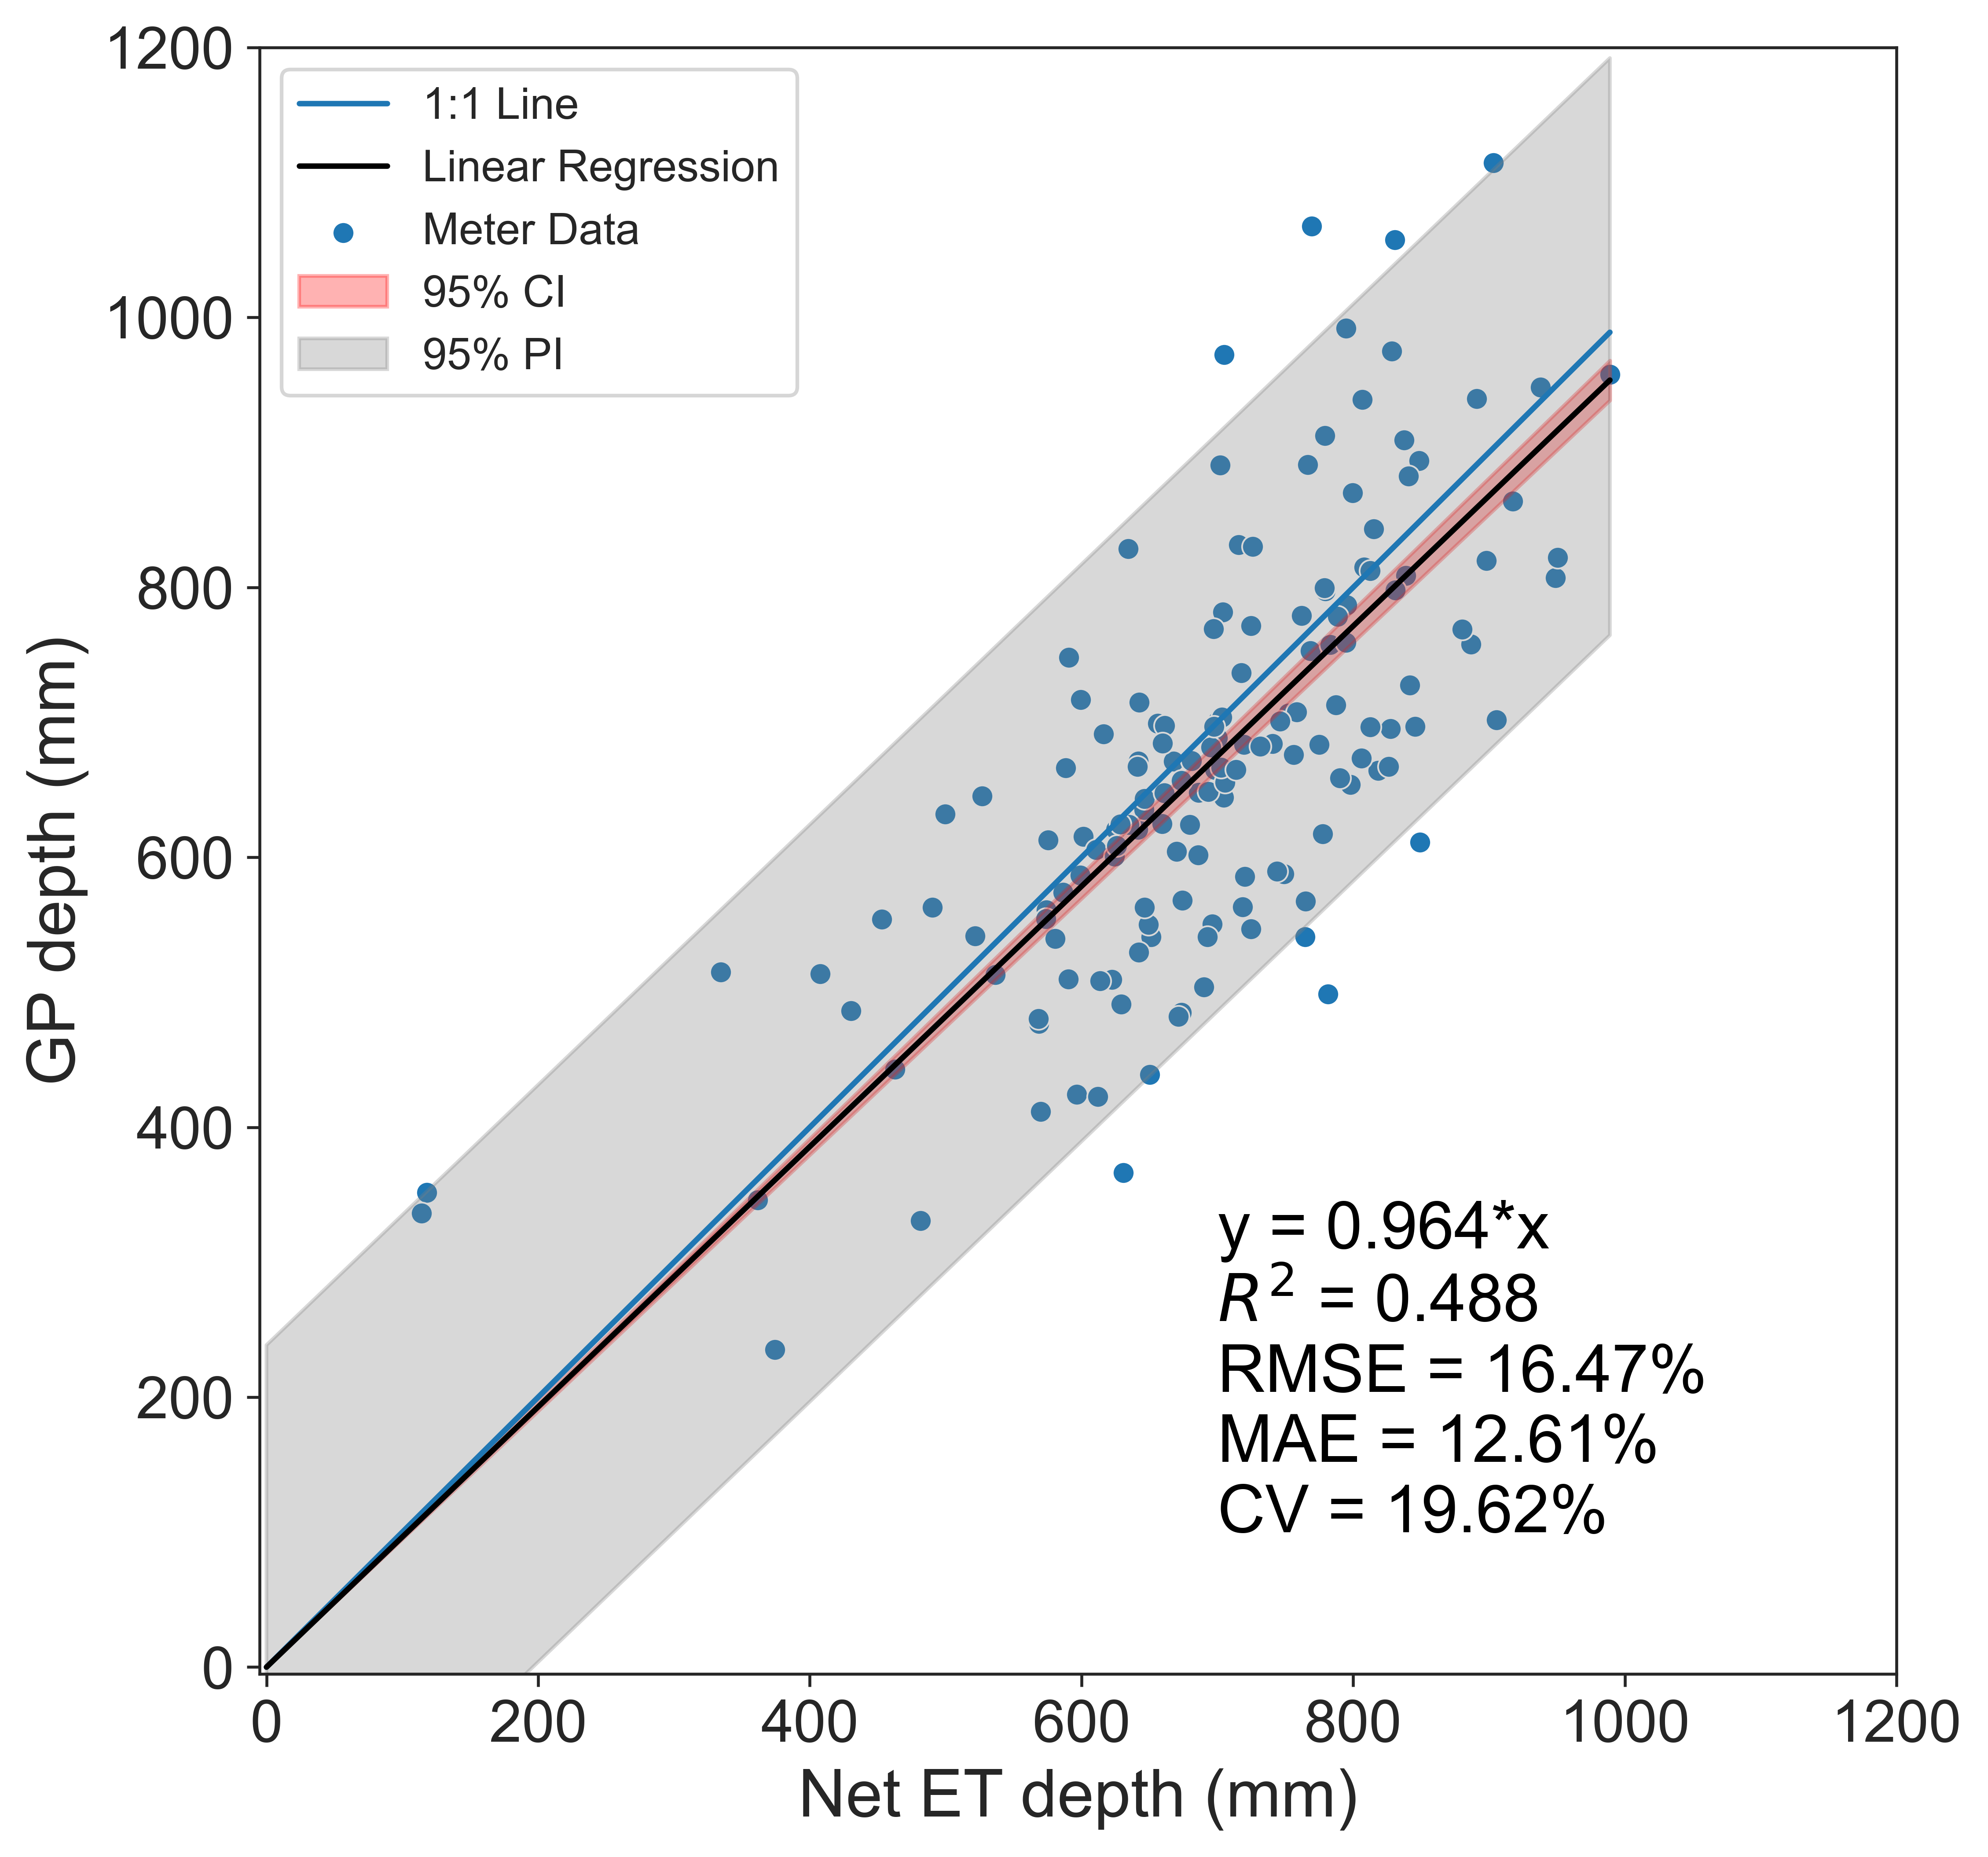 1200
1000
800
600
400
200
0
GP depth (mm)
1:1 Line
Linear Regression
Meter Data
95% CI
95% PI
y = 0.964*x
R² = 0.488
RMSE = 16.47%
MAE = 12.61%
CV = 19.62%
0 200 400 600 800 1000 1200
Net ET depth (mm)